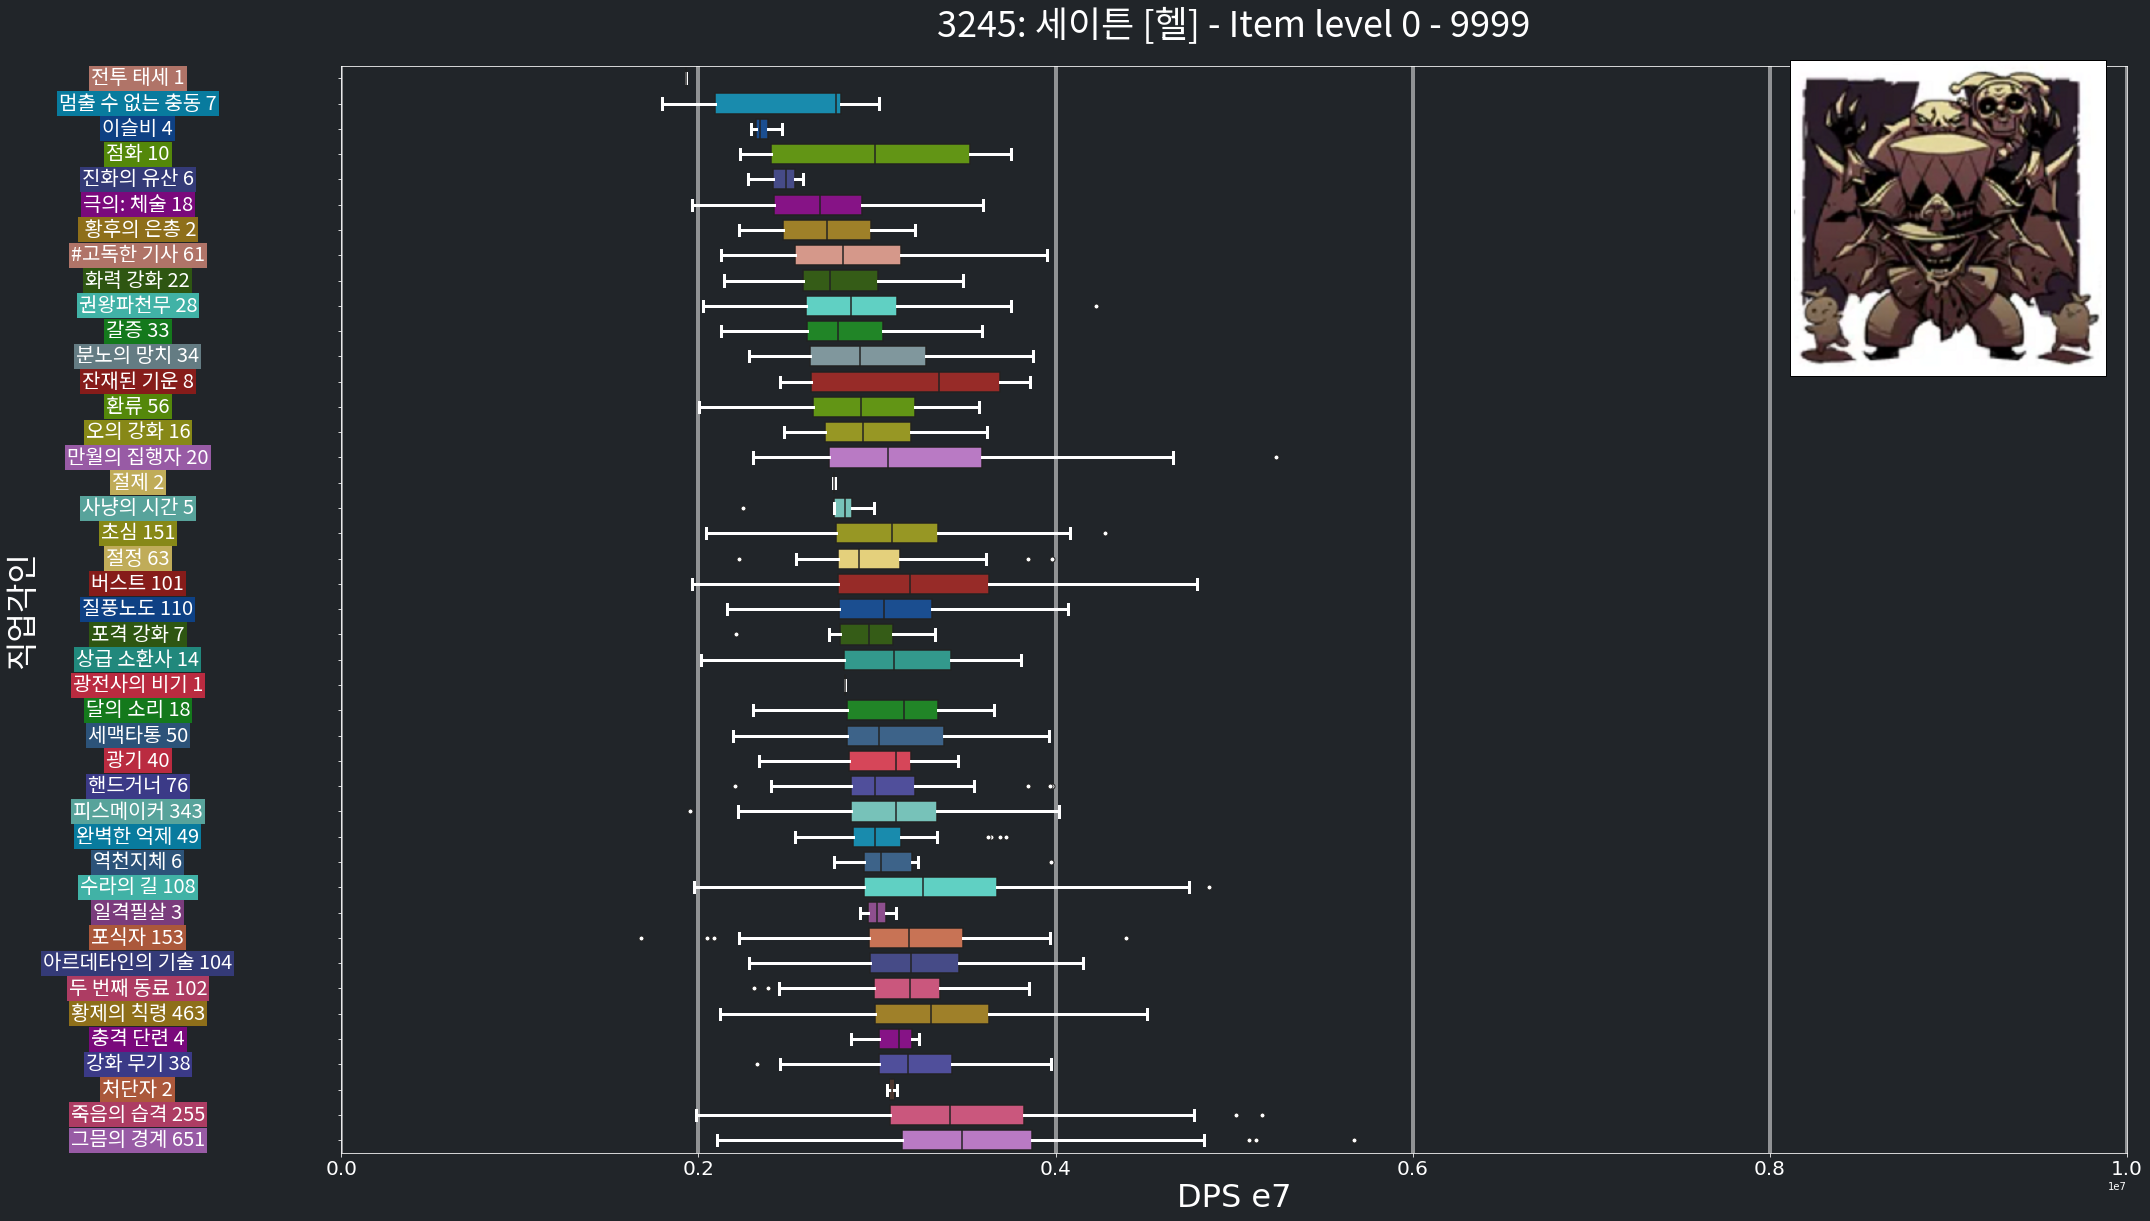 3245: 세이튼 [헬] - Item level 0 - 9999
직업각인
전투 태세 1
멈출 수 없는 충동 7
이슬비 4
점화 10
진화의 유산 6
극의: 체술 18
황후의 은총 2
#고독한 기사 61
화력 강화 22
권왕파천무 28
갈증 33
분노의 망치 34
잔재된 기운 8
환류 56
오의 강화 16
만월의 집행자 20
절제 2
사냥의 시간 5
초심 151
절정 63
버스트 101
질풍노도 110
포격 강화 7
상급 소환사 14
광전사의 비기 1
달의 소리 18
세맥타통 50
광기 40
핸드거너 76
피스메이커 343
완벽한 억제 49
역천지체 6
수라의 길 108
일격필살 3
포식자 153
아르데타인의 기술 104
두 번째 동료 102
황제의 칙령 463
충격 단련 4
강화 무기 38
처단자 2
죽음의 습격 255
그믐의 경계 651
0.0 0.2 0.4 0.6 0.8 1.0
1e7
DPS e7